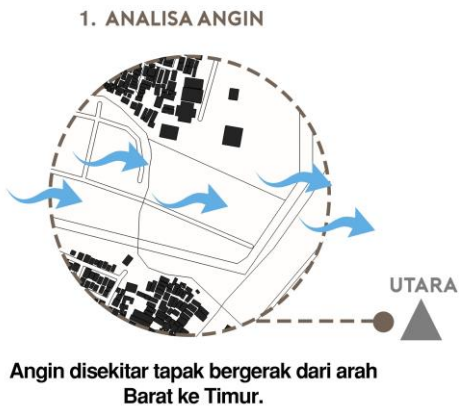 1. ANALISA ANGIN
UTARA
Angin disekitar tapak bergerak dari arah
Barat ke Timur.